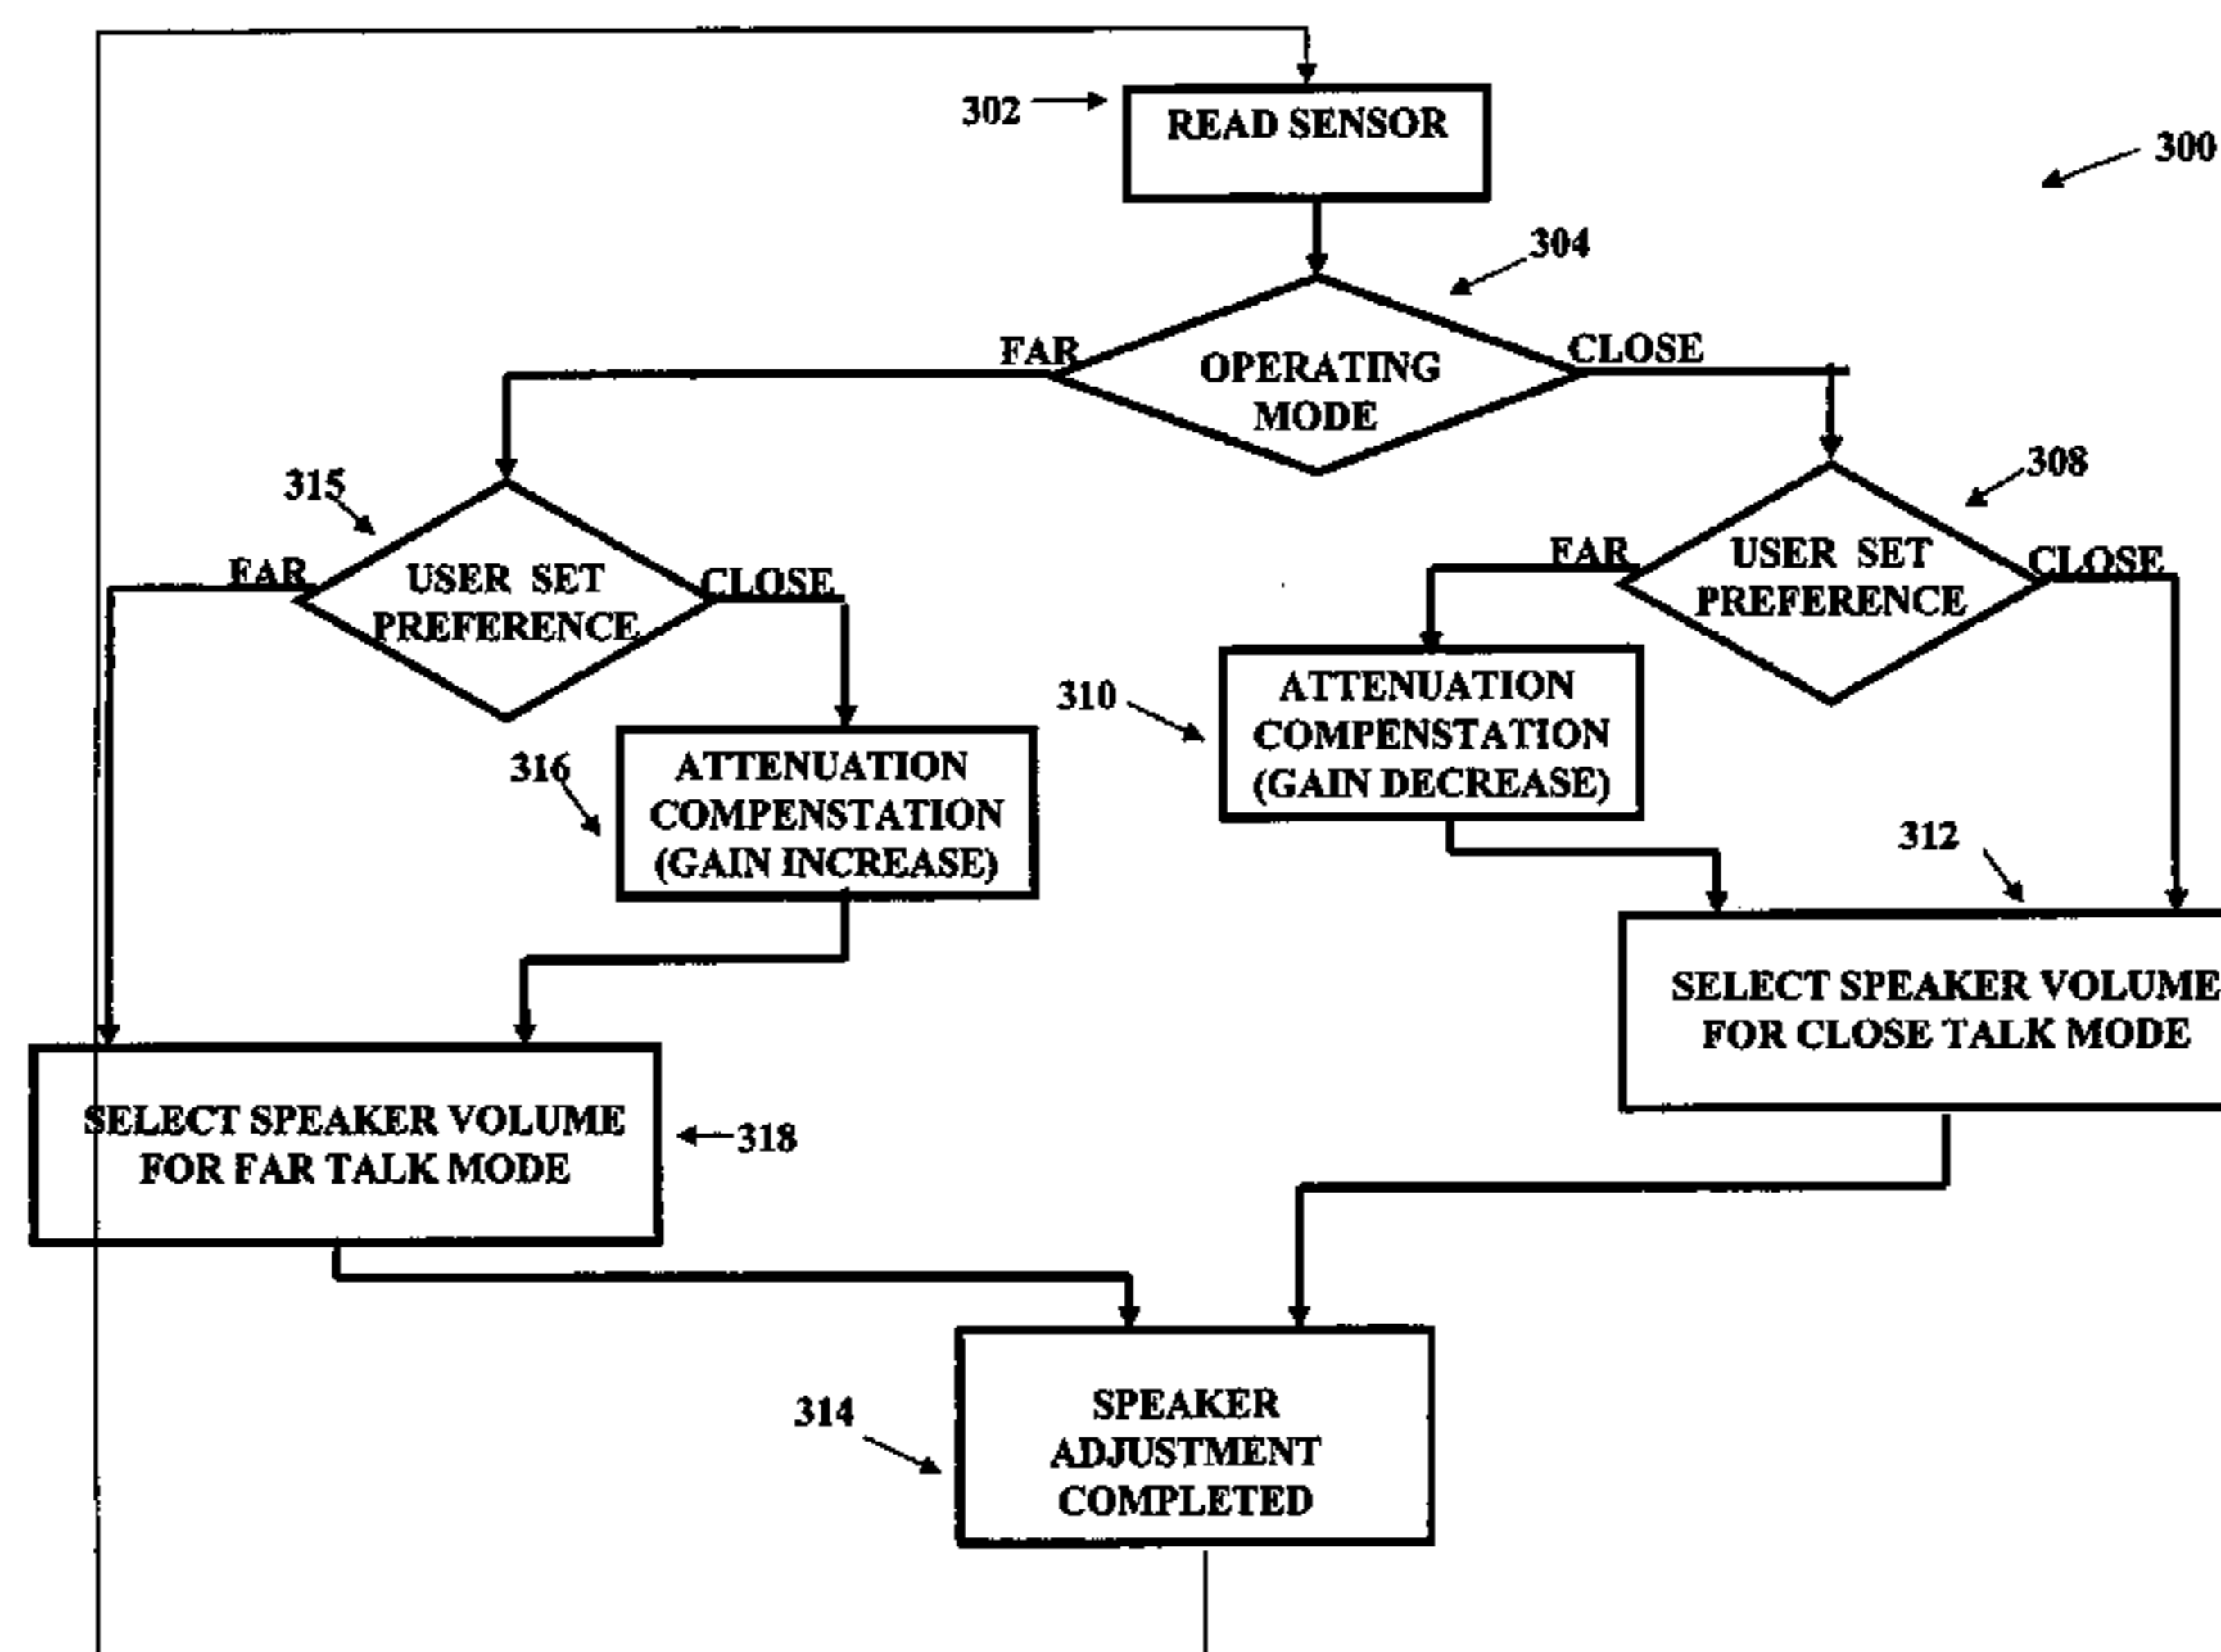 302
READ SENSOR
300
304
FAR
CLOSE
OPERATING
MODE
315
308
FAR
USER SET
PREFERENCE
CLOSE
FAR
USER SET
PREFERENCE
CLOSE
310
ATTENUATION
COMPENSTATION
(GAIN DECREASE)
316
ATTENUATION
COMPENSTATION
(GAIN INCREASE)
312
SELECT SPEAKER VOLUME
FOR CLOSE TALK MODE
SELECT SPEAKER VOLUME
FOR FAR TALK MODE
318
314
SPEAKER
ADJUSTMENT
COMPLETED